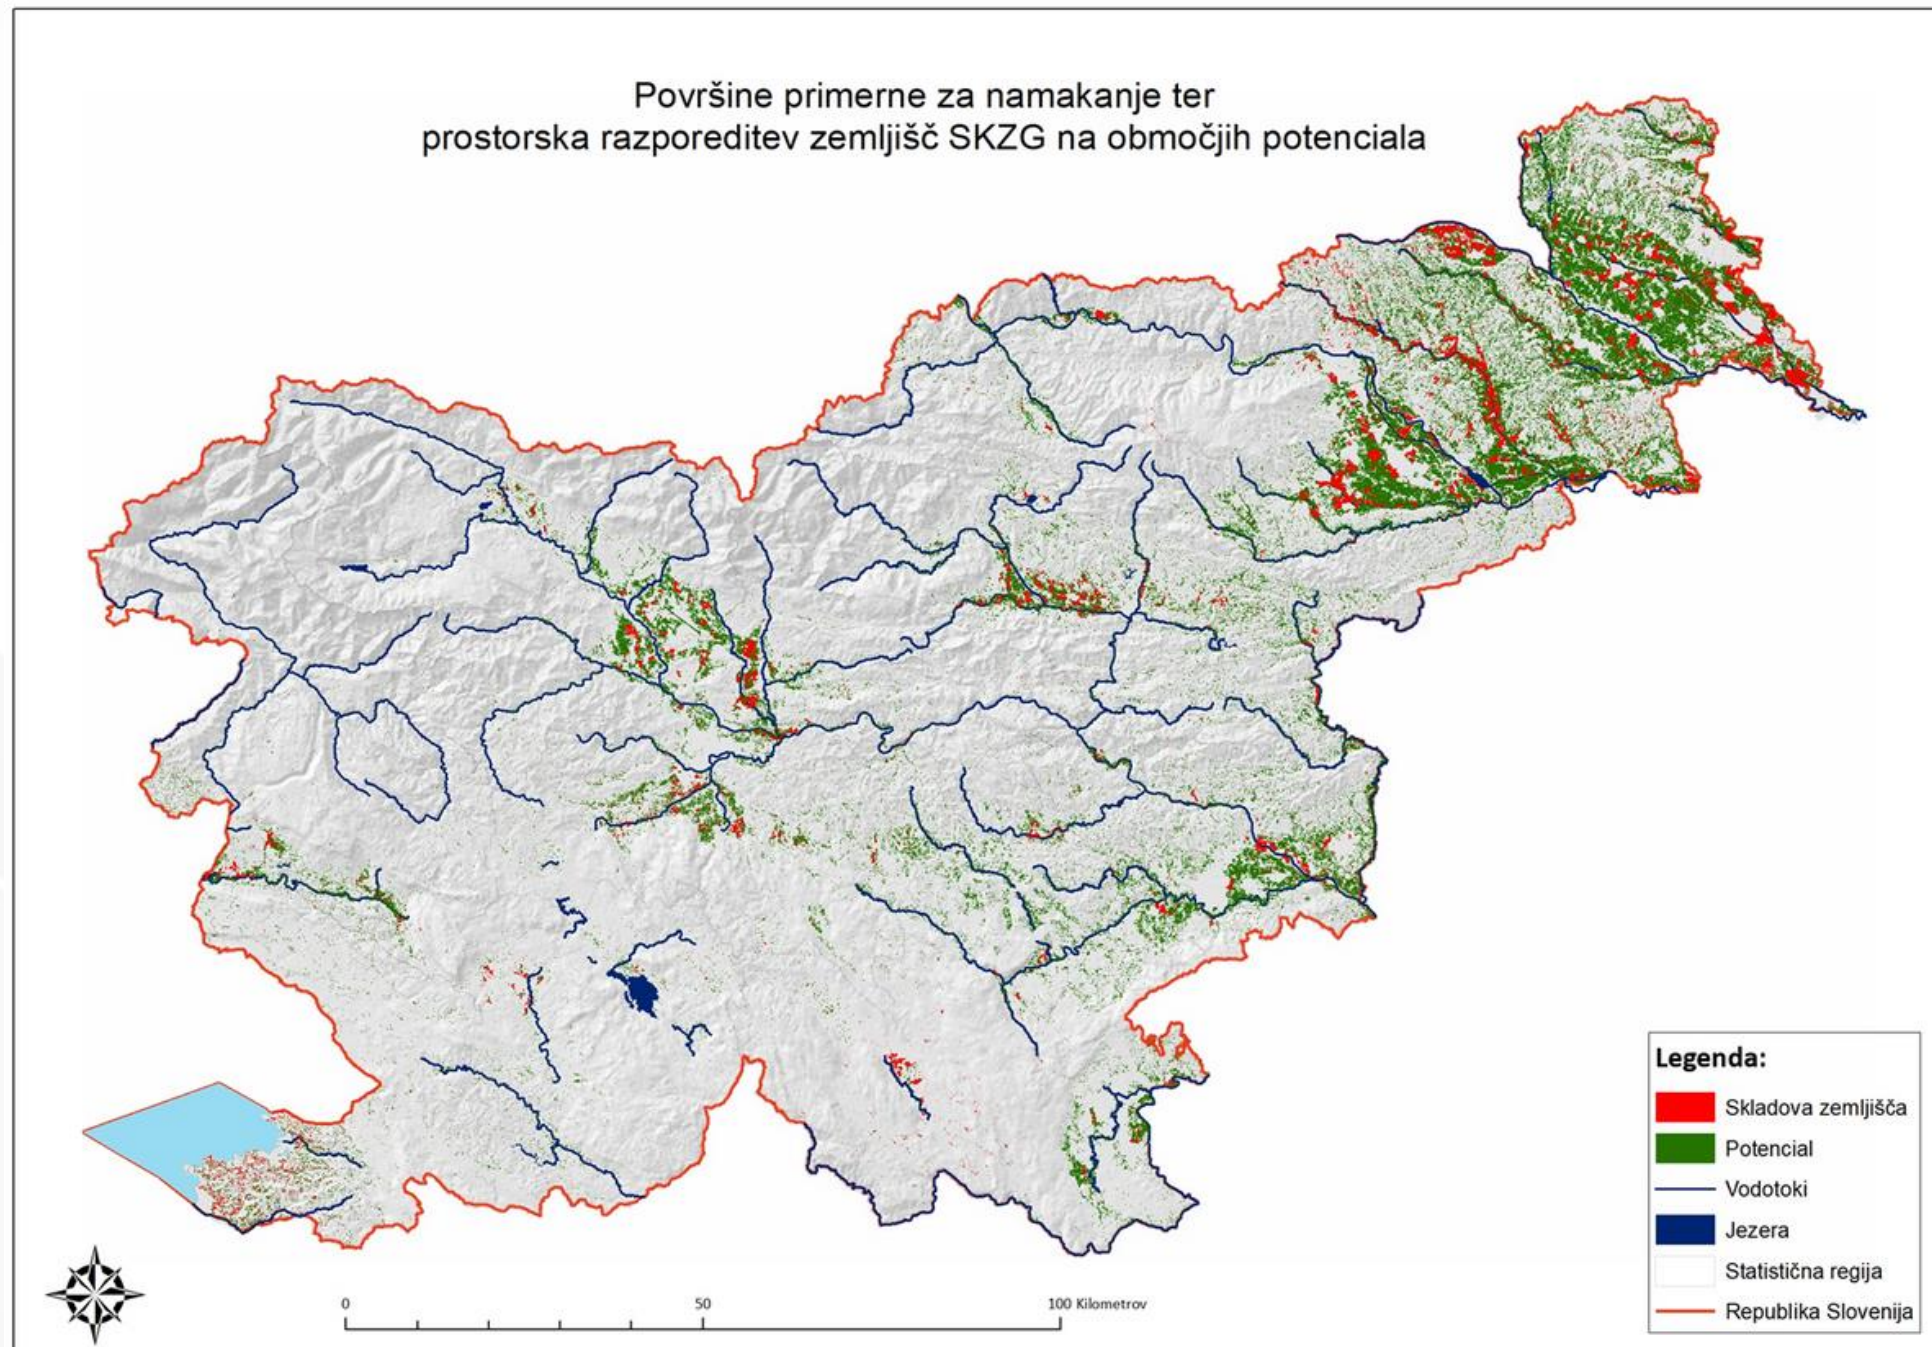 Površine primerne za namakanje ter
prostorska razporeditev zemljišč SKZG na območjih potenciala
Legenda:
Skladova zemljišča
Potencial
Vodotoki
Jezera
Statistična regija
Republika Slovenija
0 50 100 Kilometrov